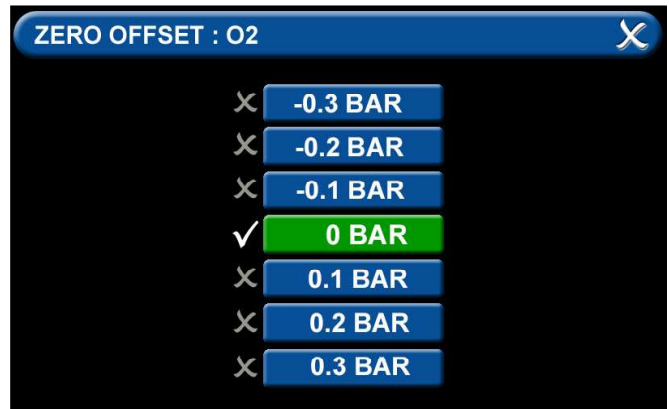 ZERO OFFSET : O2
-0.3 BAR
-0.2 BAR
-0.1 BAR
0 BAR
0.1 BAR
0.2 BAR
0.3 BAR